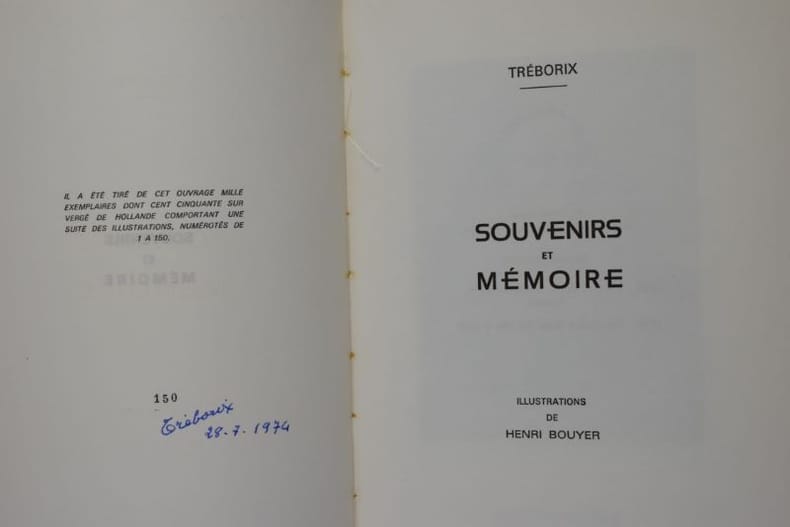 IL A ÉTÉ TIRÉ DE CET OUVRAGE MILLE
EXEMPLAIRES DONT CENT CINQUANTE SUR
VERGÉ DE HOLLANDE COMPORTANT UNE
SUITE DES ILLUSTRATIONS, NUMÉROTÉS DE
1 A 150.
150
Tréborix
28.7.1974
TRÉBORIX
SOUVENIRS
ET
MÉMOIRE
ILLUSTRATIONS
DE
HENRI BOUYER